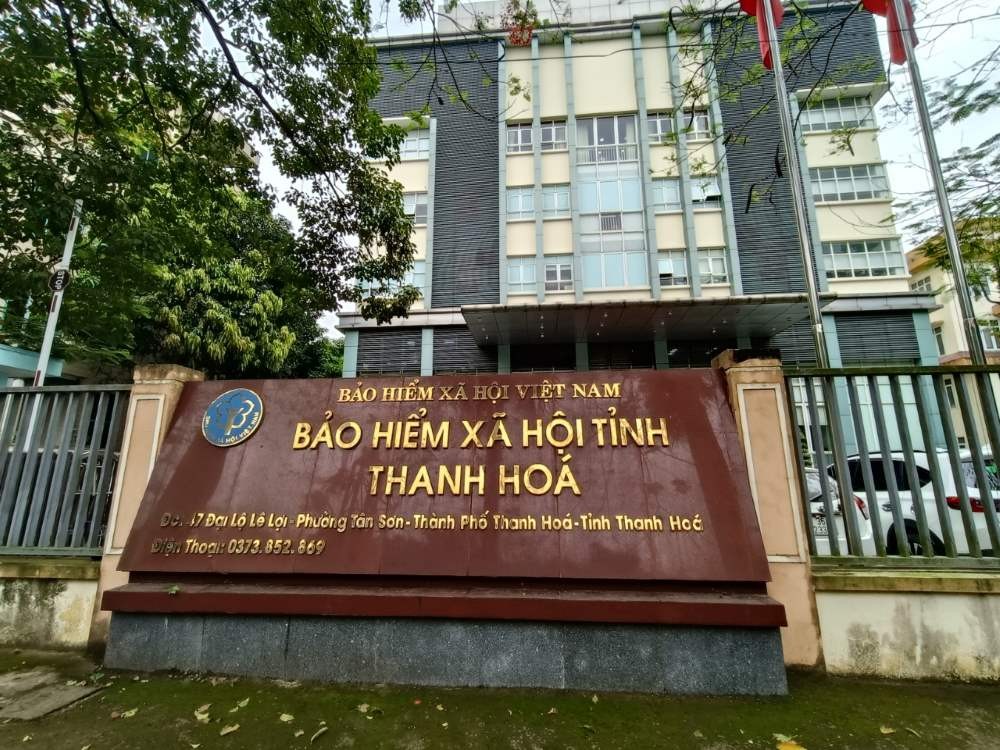 BẢO HIỂM XÃ HỘI VIỆT NAM
BẢO HIỂM XÃ HỘI TỈNH
THANH HOÁ
Đ/c: 47 Đại Lộ Lê Lợi - Phường Tân Sơn - Thành Phố Thanh Hoá - Tỉnh Thanh Hoá
Điện Thoại: 0373.852.869